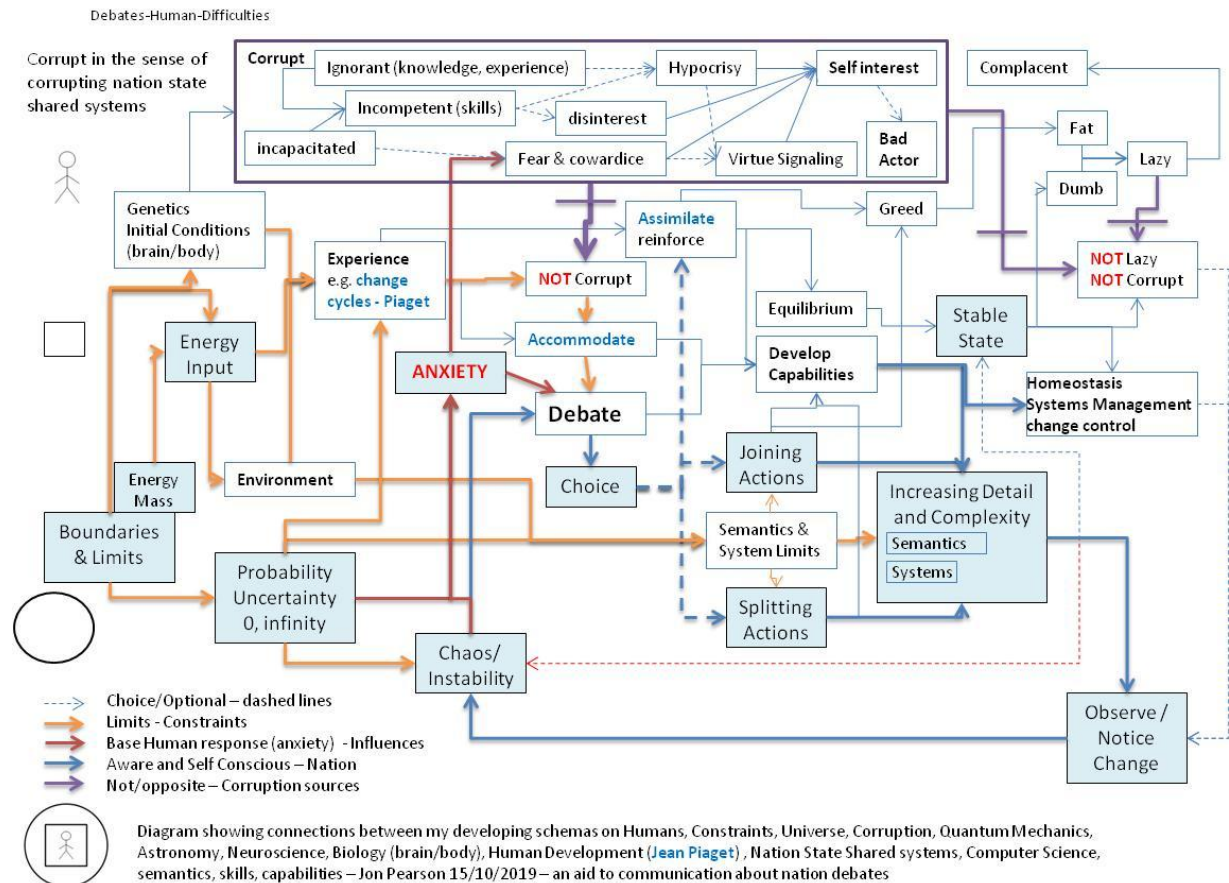 Debates-Human-Difficulties
Corrupt in the sense of
corrupting nation state
shared systems
Corrupt
Ignorant (knowledge, experience)
Hypocrisy
Self interest
Complacent
Incompetent (skills)
disinterest
incapacitated
Fear & cowardice
Virtue Signaling
Bad
Actor
Fat
Lazy
Dumb
Genetics
Initial Conditions
(brain/body)
Experience
e.g. change
cycles - Piaget
Assimilate
reinforce
Greed
NOT Corrupt
NOT Lazy
NOT Corrupt
Energy
Input
Equilibrium
Stable
State
Accommodate
ANXIETY
Develop
Capabilities
Homeostasis
Systems Management
change control
Debate
Energy
Mass
Environment
Choice
Joining
Actions
Increasing Detail
and Complexity
Semantics
Systems
Boundaries
& Limits
Semantics &
System Limits
Probability
Uncertainty
0, infinity
Splitting
Actions
Chaos/
Instability
Observe /
Notice
Change
Choice/Optional – dashed lines
Limits - Constraints
Base Human response (anxiety) - Influences
Aware and Self Conscious – Nation
Not/opposite – Corruption sources
Diagram showing connections between my developing schemas on Humans, Constraints, Universe, Corruption, Quantum Mechanics,
Astronomy, Neuroscience, Biology (brain/body), Human Development (Jean Piaget) , Nation State Shared systems, Computer Science,
semantics, skills, capabilities – Jon Pearson 15/10/2019 – an aid to communication about nation debates